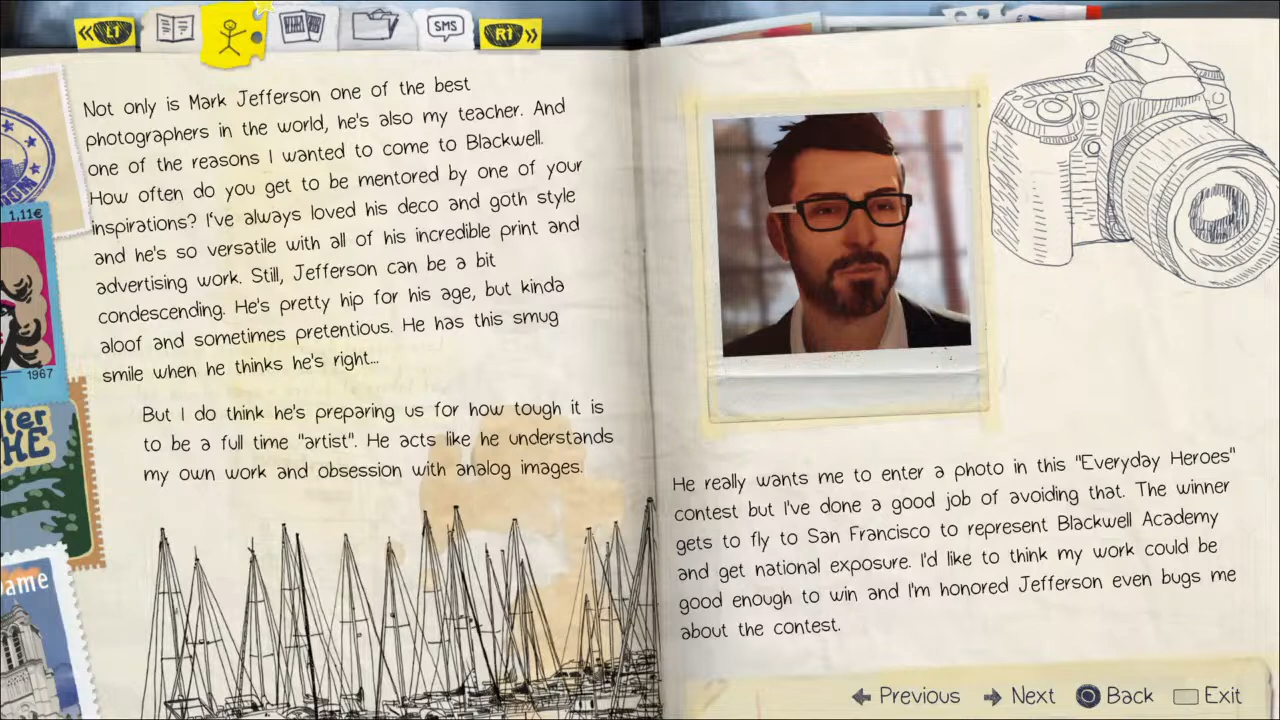 L1
SMS
R1
Not only is Mark Jefferson one of the best
photographers in the world, he's also my teacher. And
one of the reasons I wanted to come to Blackwell.
How often do you get to be mentored by one of your
inspirations? I've always loved his deco and goth style
and he's so versatile with all of his incredible print and
advertising work. Still, Jefferson can be a bit
condescending. He's pretty hip for his age, but kinda
aloof and sometimes pretentious. He has this smug
smile when he thinks he's right...
But I do think he's preparing us for how tough it is
to be a full time "artist". He acts like he understands
my own work and obsession with analog images.
1,11€
1967
ter
KE
ame
He really wants me to enter a photo in this "Everyday Heroes"
contest but I've done a good job of avoiding that. The winner
gets to fly to San Francisco to represent Blackwell Academy
and get national exposure. I'd like to think my work could be
good enough to win and I'm honored Jefferson even bugs me
about the contest.
Previous Next Back Exit